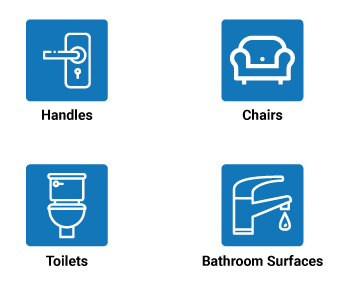 Handles
Chairs
Toilets
Bathroom Surfaces